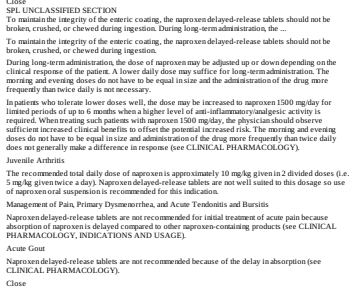 Close
SPL UNCLASSIFIED SECTION
To maintain the integrity of the enteric coating, the naproxen delayed-release tablets should not be
broken, crushed, or chewed during ingestion. During long-term administration, the ...
To maintain the integrity of the enteric coating, the naproxen delayed-release tablets should not be
broken, crushed, or chewed during ingestion.
During long-term administration, the dose of naproxen may be adjusted up or down depending on the
clinical response of the patient. A lower daily dose may suffice for long-term administration. The
morning and evening doses do not have to be equal in size and the administration of the drug more
frequently than twice daily is not necessary.
In patients who tolerate lower doses well, the dose may be increased to naproxen 1500 mg/day for
limited periods of up to 6 months when a higher level of anti-inflammatory/analgesic activity is
required. When treating such patients with naproxen 1500 mg/day, the physician should observe
sufficient increased clinical benefits to offset the potential increased risk. The morning and evening
doses do not have to be equal in size and administration of the drug more frequently than twice daily
does not generally make a difference in response (see CLINICAL PHARMACOLOGY).
Juvenile Arthritis
The recommended total daily dose of naproxen is approximately 10 mg/kg given in 2 divided doses (i.e.
5 mg/kg given twice a day). Naproxen delayed-release tablets are not well suited to this dosage so use
of naproxen oral suspension is recommended for this indication.
Management of Pain, Primary Dysmenorrhea, and Acute Tendonitis and Bursitis
Naproxen delayed-release tablets are not recommended for initial treatment of acute pain because
absorption of naproxen is delayed compared to other naproxen-containing products (see CLINICAL
PHARMACOLOGY, INDICATIONS AND USAGE).
Acute Gout
Naproxen delayed-release tablets are not recommended because of the delay in absorption (see
CLINICAL PHARMACOLOGY).
Close